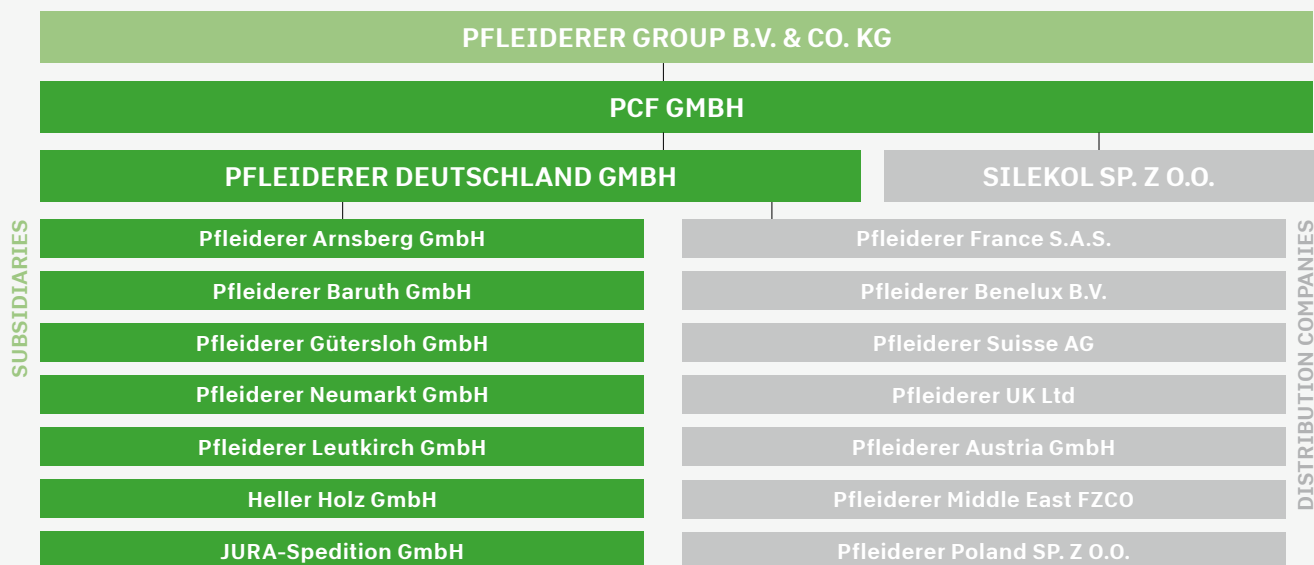 PFLEIDERER GROUP B.V. & CO. KG
PCF GMBH
PFLEIDERER DEUTSCHLAND GMBH
SILEKOL SP. Z O.O.
SUBSIDIARIES
Pfleiderer Arnsberg GmbH
Pfleiderer Baruth GmbH
Pfleiderer Gütersloh GmbH
Pfleiderer Neumarkt GmbH
Pfleiderer Leutkirch GmbH
Heller Holz GmbH
JURA-Spedition GmbH
Pfleiderer France S.A.S.
Pfleiderer Benelux B.V.
Pfleiderer Suisse AG
Pfleiderer UK Ltd
Pfleiderer Austria GmbH
Pfleiderer Middle East FZCO
Pfleiderer Poland SP. Z O.O.
DISTRIBUTION COMPANIES